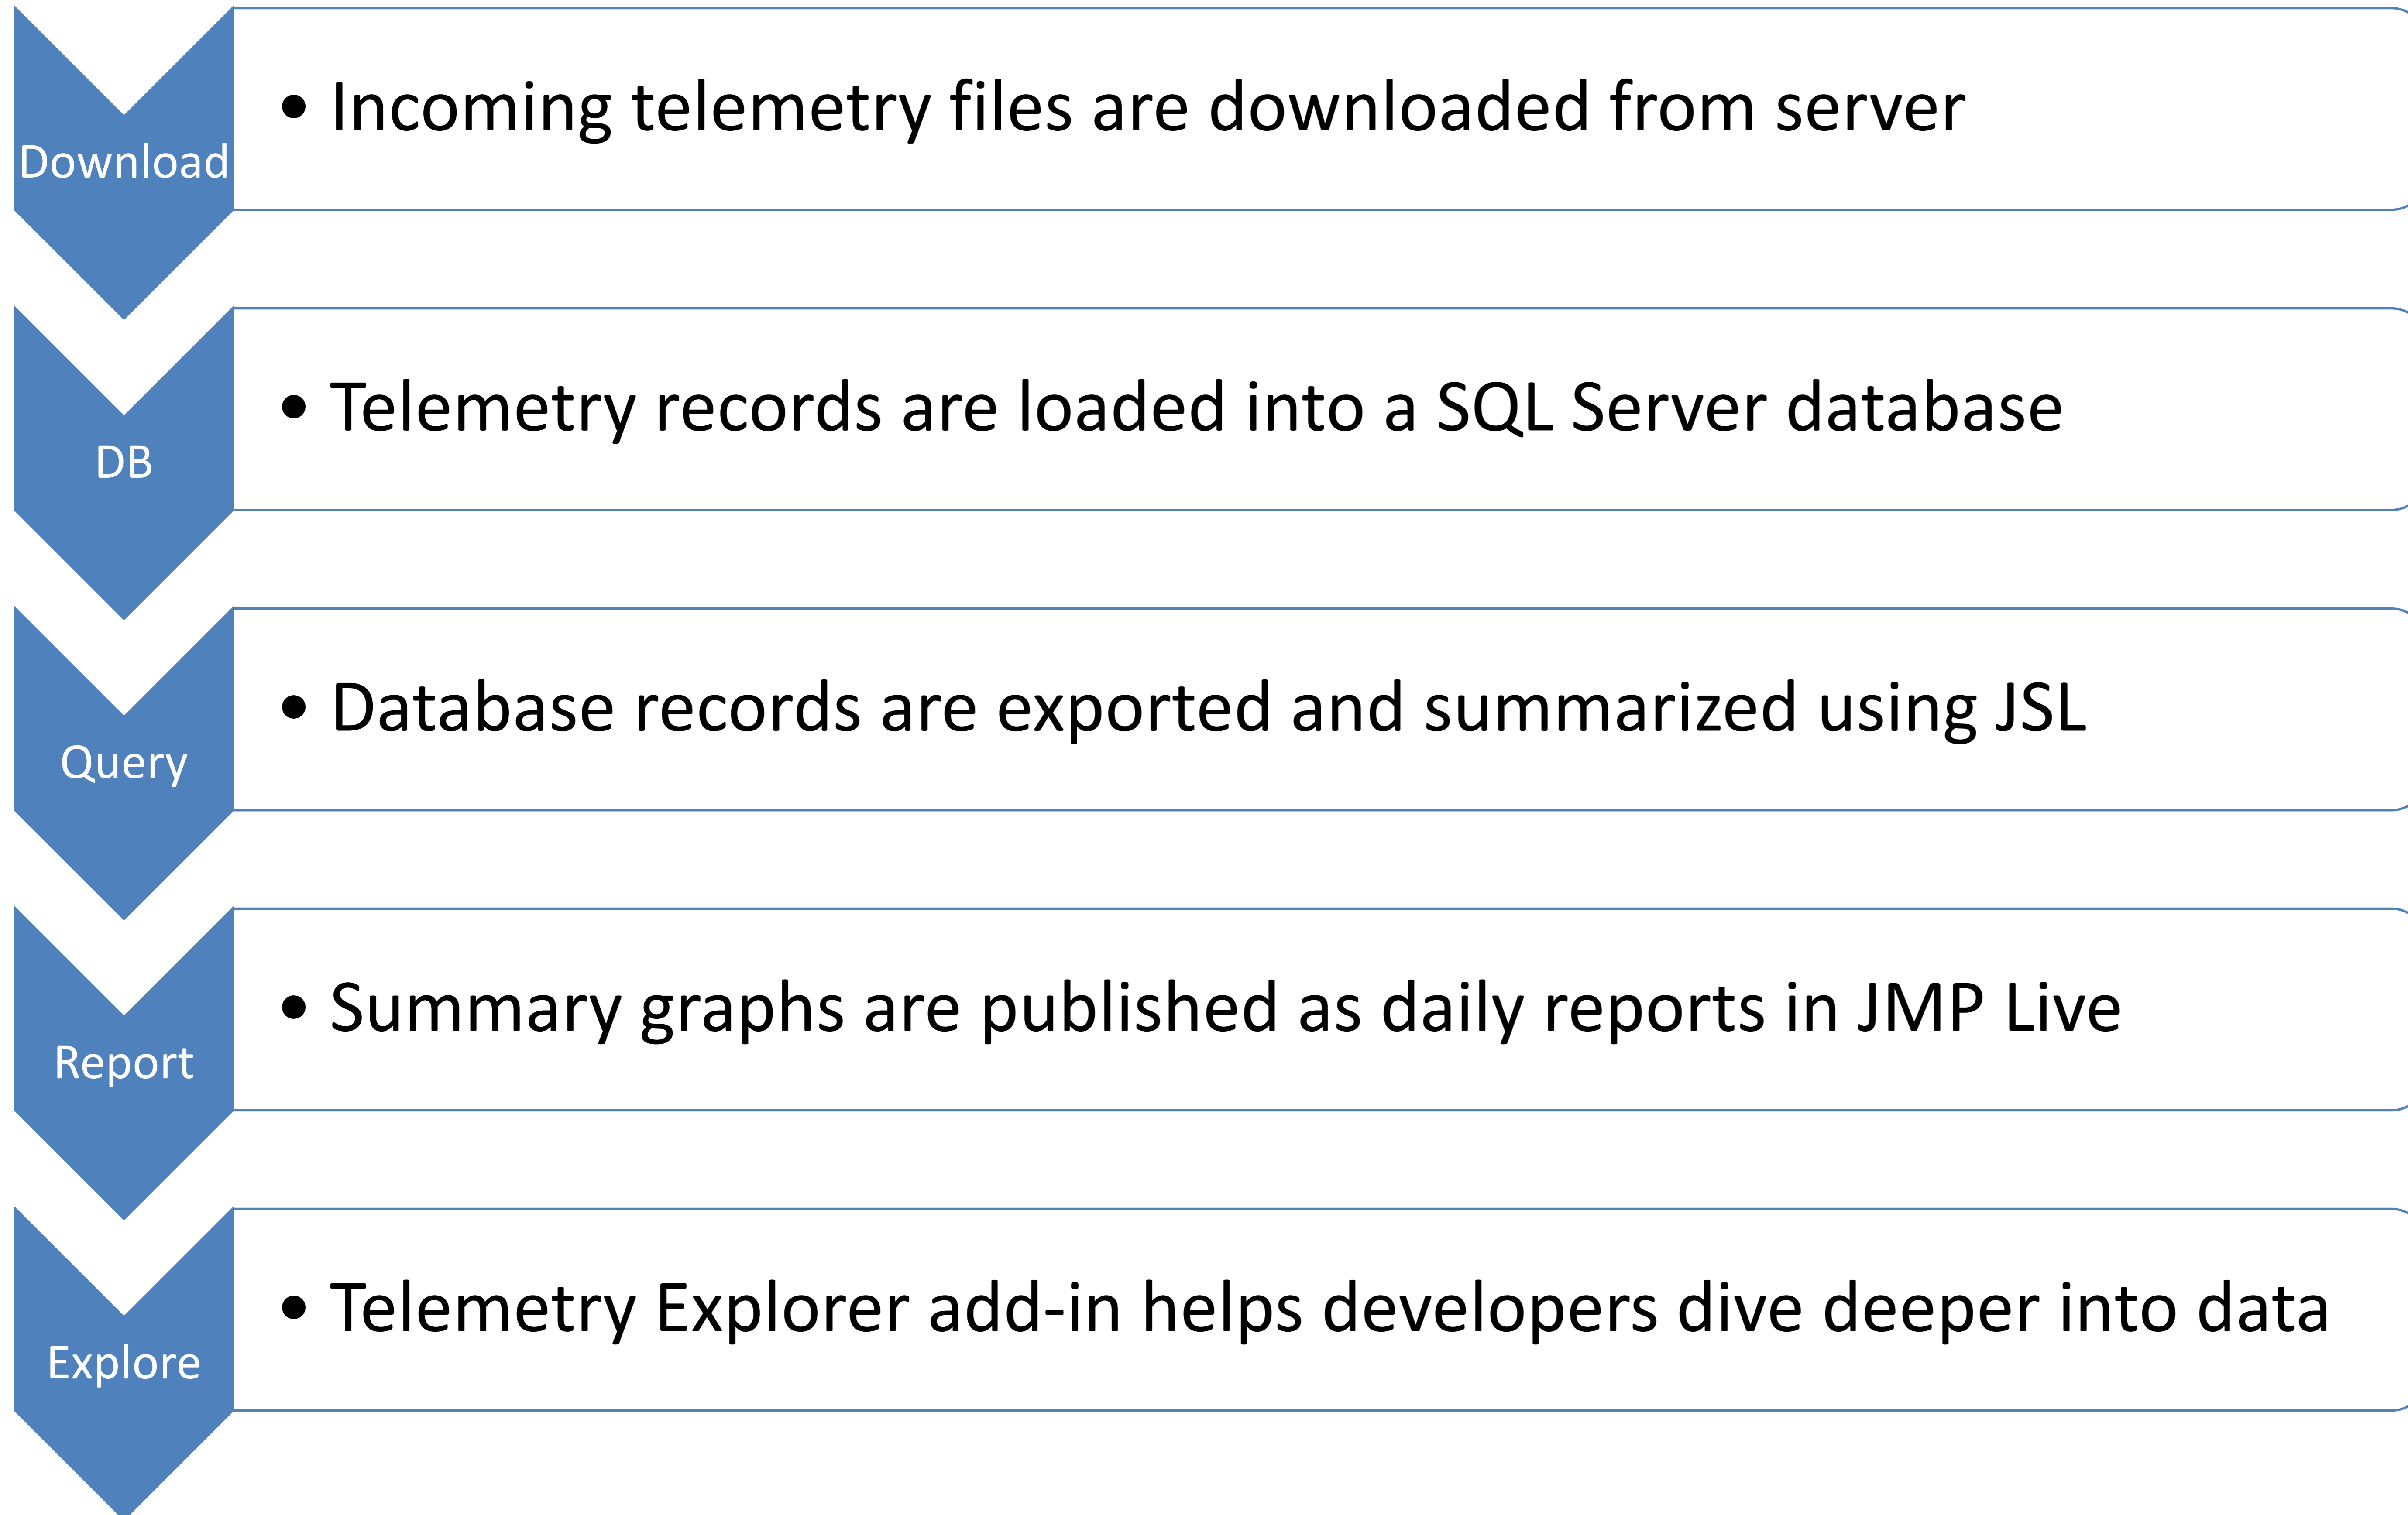 Download
• Incoming telemetry files are downloaded from server
DB
• Telemetry records are loaded into a SQL Server database
Query
• Database records are exported and summarized using JSL
Report
• Summary graphs are published as daily reports in JMP Live
Explore
• Telemetry Explorer add-in helps developers dive deeper into data